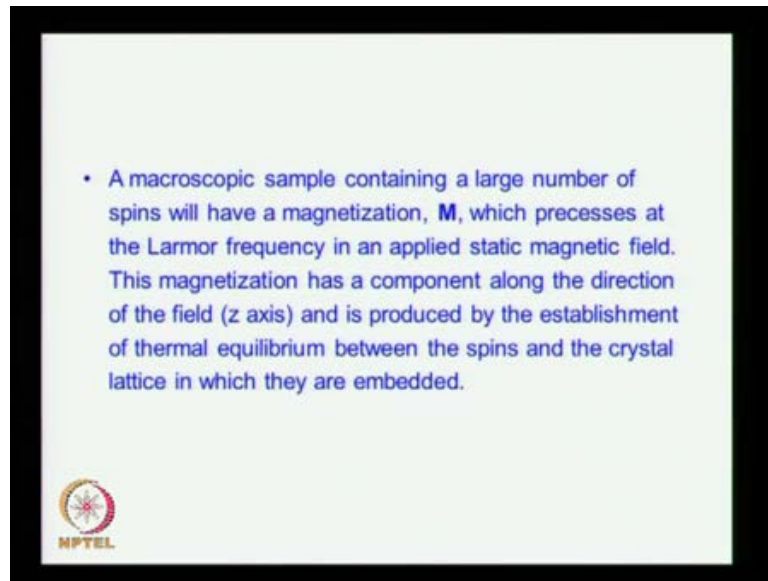 • A macroscopic sample containing a large number of
spins will have a magnetization, M, which precesses at
the Larmor frequency in an applied static magnetic field.
This magnetization has a component along the direction
of the field (z axis) and is produced by the establishment
of thermal equilibrium between the spins and the crystal
lattice in which they are embedded.
NPTEL